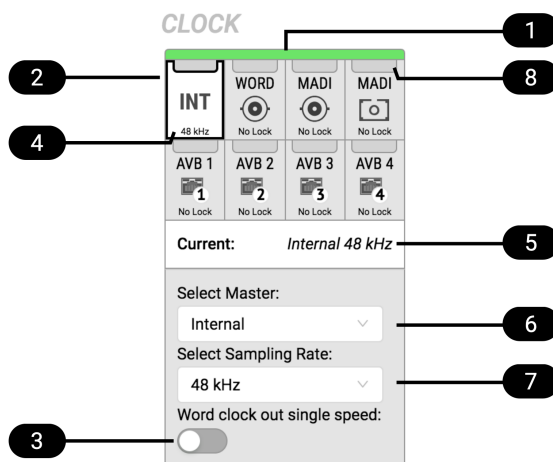 CLOCK
1
2
8
INT
WORD
MADI
MADI
4
48 kHz
No Lock
No Lock
No Lock
AVB 1
AVB 2
AVB 3
AVB 4
1
2
3
4
No Lock
No Lock
No Lock
No Lock
Current: Internal 48 kHz
5
Select Master:
Internal
6
Select Sampling Rate:
48 kHz
7
Word clock out single speed:
3